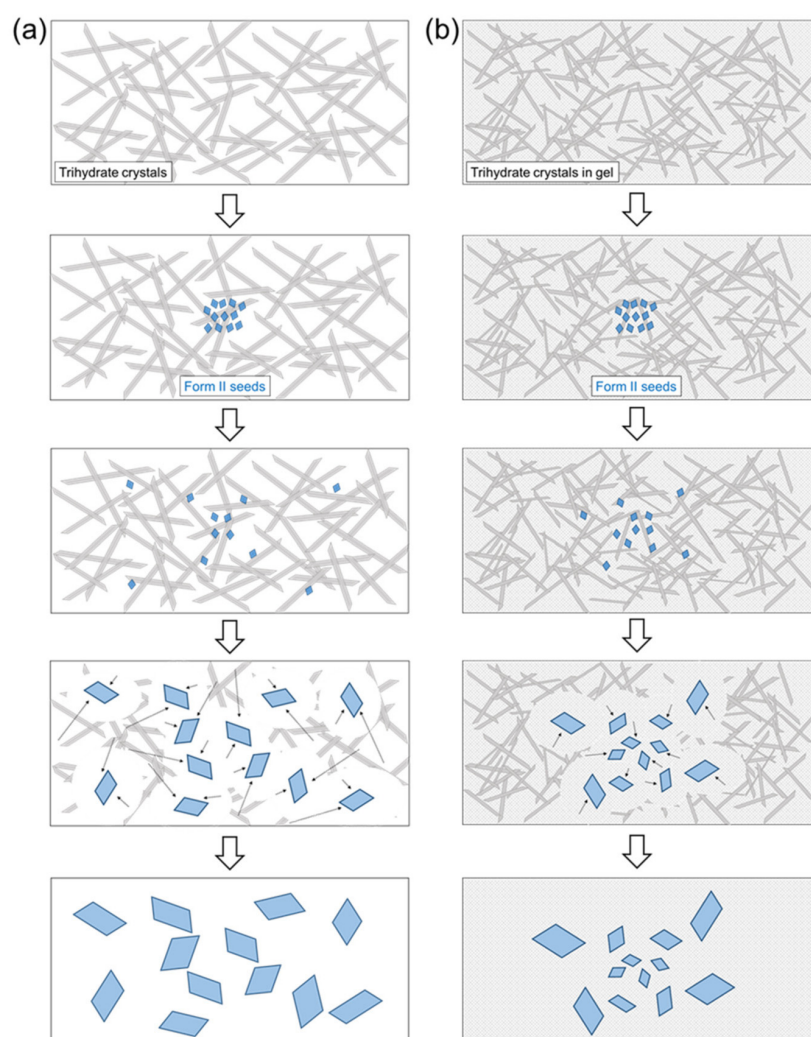 (a)
(b)
Trihydrate crystals
Trihydrate crystals in gel
Form II seeds
Form II seeds